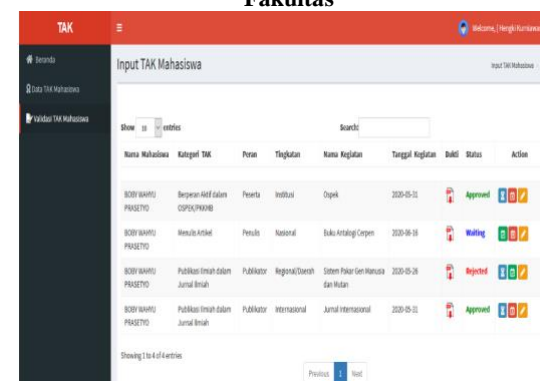 Fakultas
TAK
Welcome, [ Hengki Kurniawa
Beranda
Data TAK Mahasiswa
Validasi TAK Mahasiswa
Input TAK Mahasiswa
Input TAK Mahasiswa
Show 10 entries
Search:
Nama Mahasiswa Kategori TAK Peran Tingkatan Nama Kegiatan Tanggal Kegiatan Bukti Status Action
BOBY WAHYU PRASETYO Berperan Aktif dalam OSPEK/PKKMB Peserta Institusi Ospek 2020-05-31 Approved
BOBY WAHYU PRASETYO Menulis Artikel Penulis Nasional Buku Antalogi Cerpen 2020-06-16 Waiting
BOBY WAHYU PRASETYO Publikasi Ilmiah dalam Jurnal Ilmiah Publikator Regional/Daerah Sistem Pakar Gen Manusia dan Mutan 2020-05-26 Rejected
BOBY WAHYU PRASETYO Publikasi Ilmiah dalam Jurnal Ilmiah Publikator Internasional Jurnal Internasional 2020-05-31 Approved
Showing 1 to 4 of 4 entries
Previous 1 Next